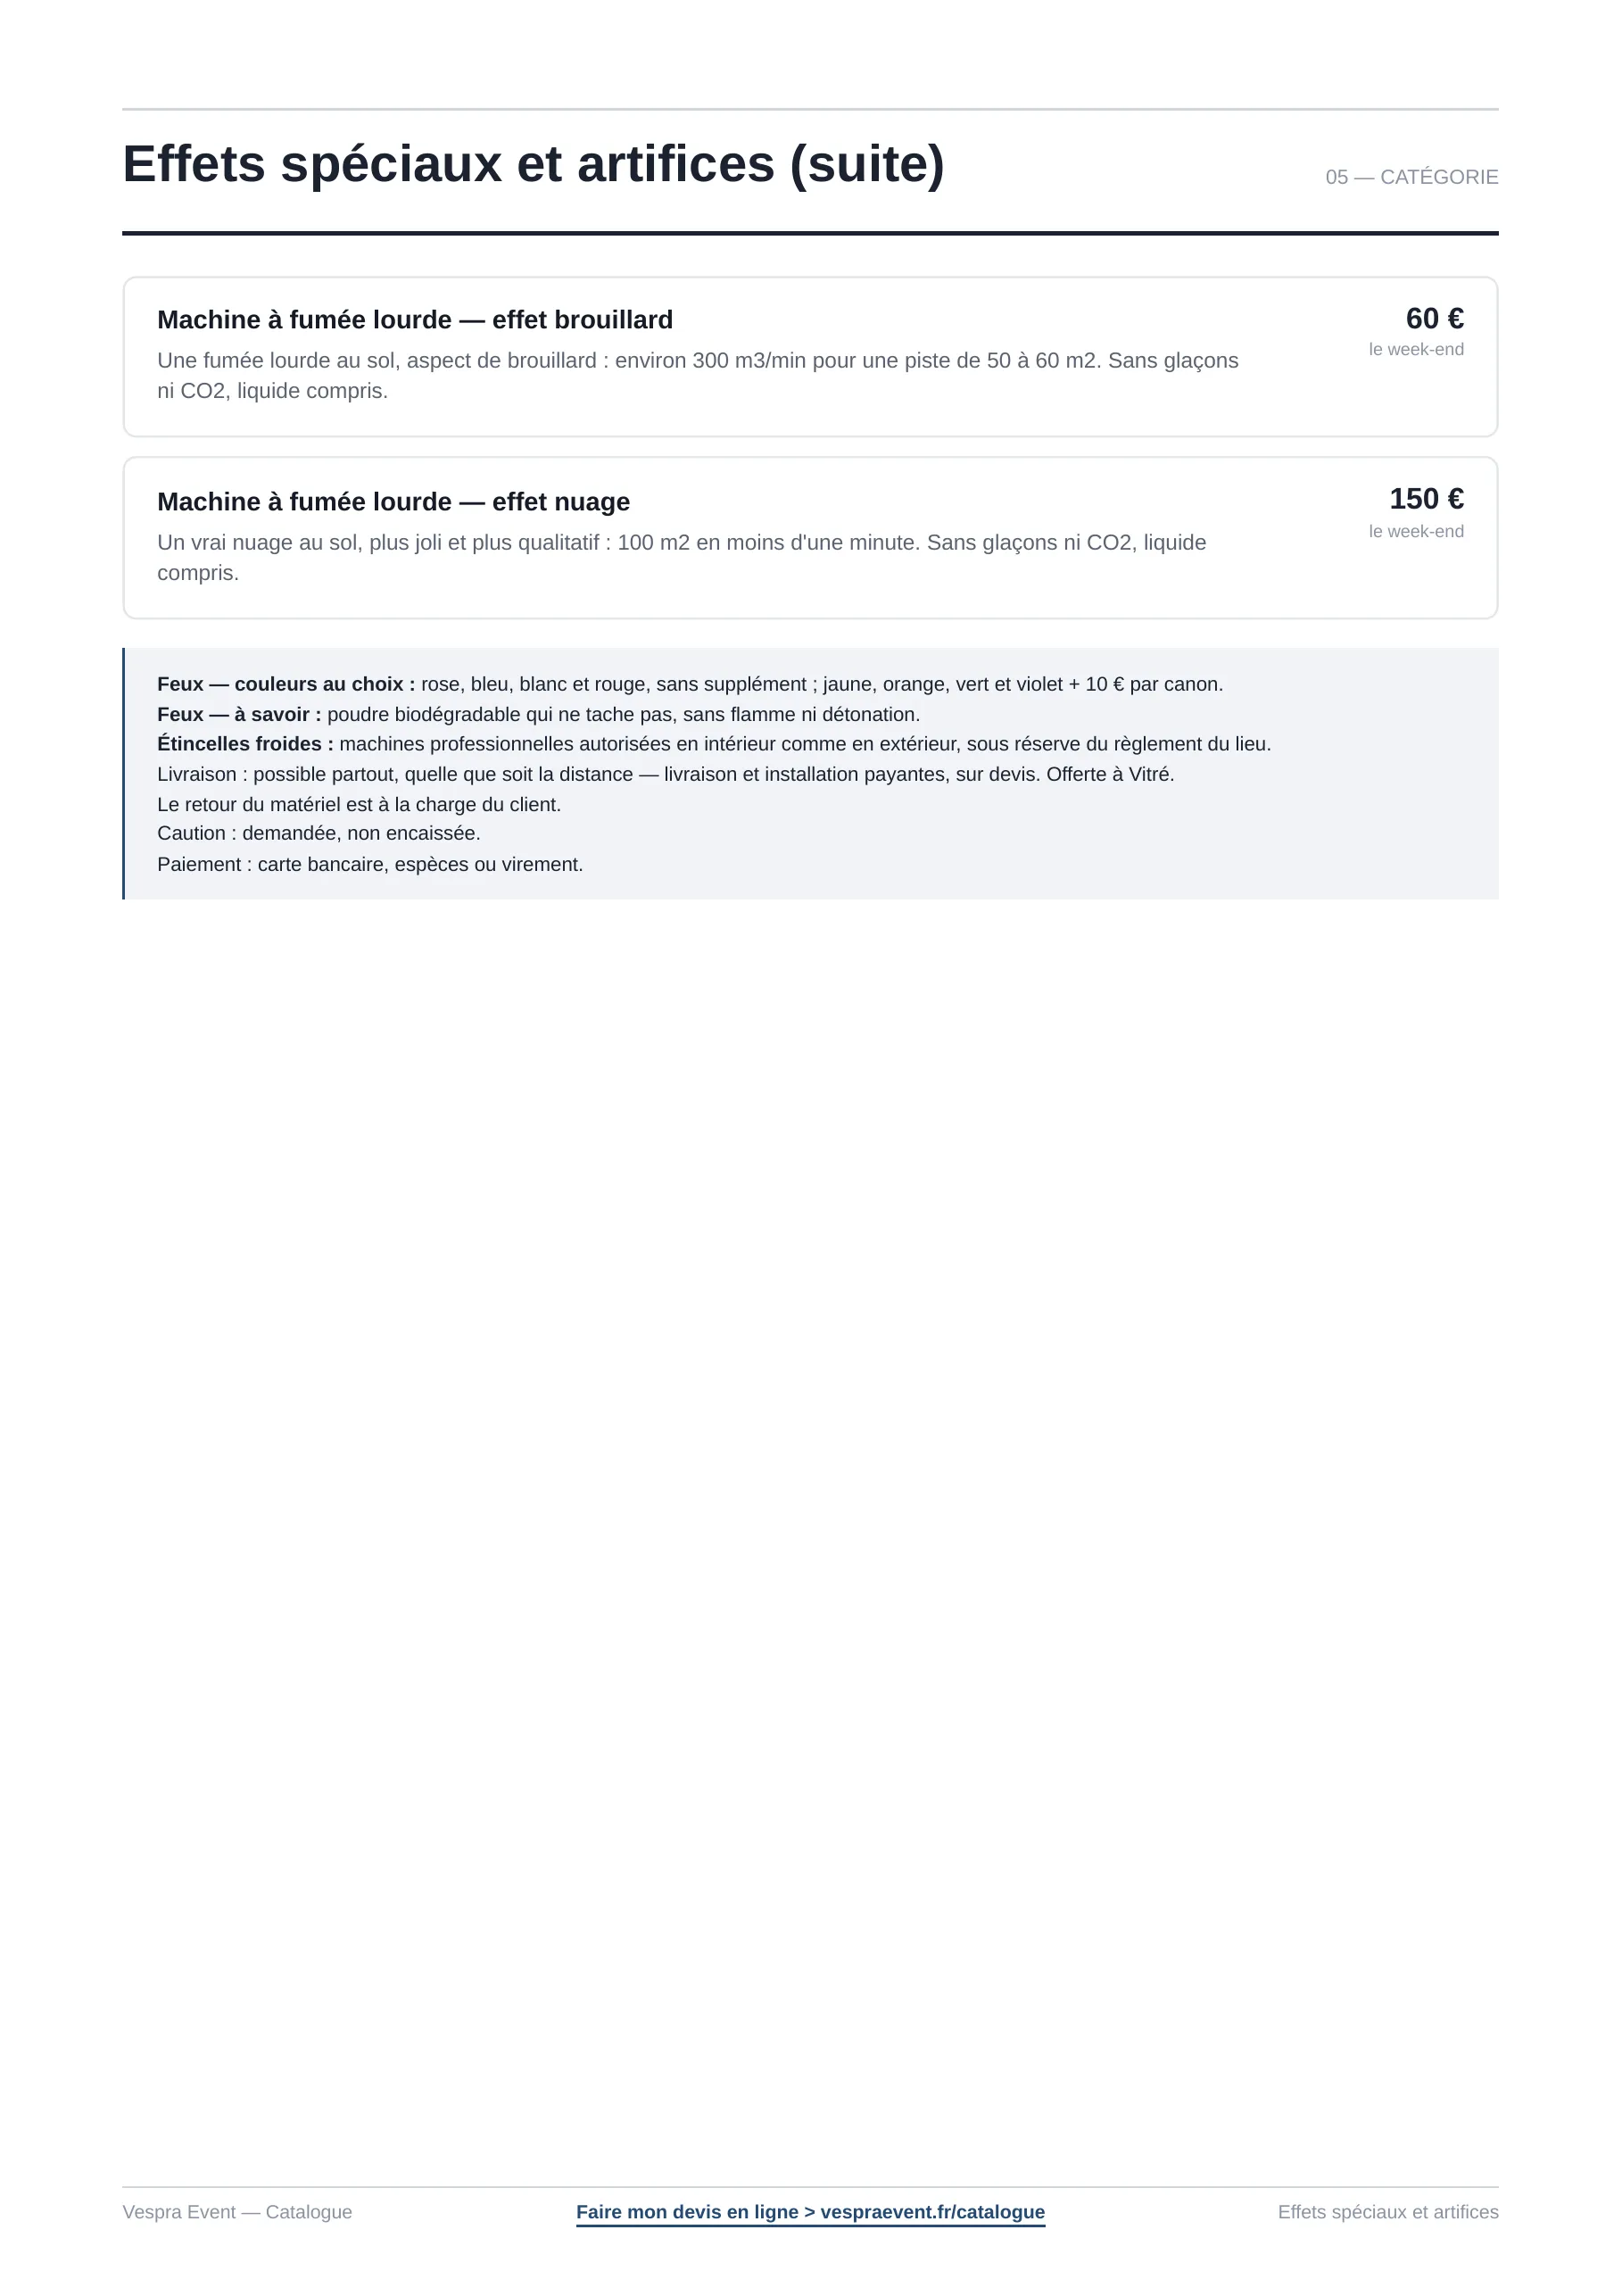 Effets spéciaux et artifices (suite)
05 — CATÉGORIE
Machine à fumée lourde — effet brouillard
60 €
le week-end
Une fumée lourde au sol, aspect de brouillard : environ 300 m3/min pour une piste de 50 à 60 m2. Sans glaçons
ni CO2, liquide compris.
Machine à fumée lourde — effet nuage
150 €
le week-end
Un vrai nuage au sol, plus joli et plus qualitatif : 100 m2 en moins d'une minute. Sans glaçons ni CO2, liquide
compris.
Feux — couleurs au choix : rose, bleu, blanc et rouge, sans supplément ; jaune, orange, vert et violet + 10 € par canon.
Feux — à savoir : poudre biodégradable qui ne tache pas, sans flamme ni détonation.
Étincelles froides : machines professionnelles autorisées en intérieur comme en extérieur, sous réserve du règlement du lieu.
Livraison : possible partout, quelle que soit la distance — livraison et installation payantes, sur devis. Offerte à Vitré.
Le retour du matériel est à la charge du client.
Caution : demandée, non encaissée.
Paiement : carte bancaire, espèces ou virement.
Vespra Event — Catalogue
Faire mon devis en ligne > vespraevent.fr/catalogue
Effets spéciaux et artifices